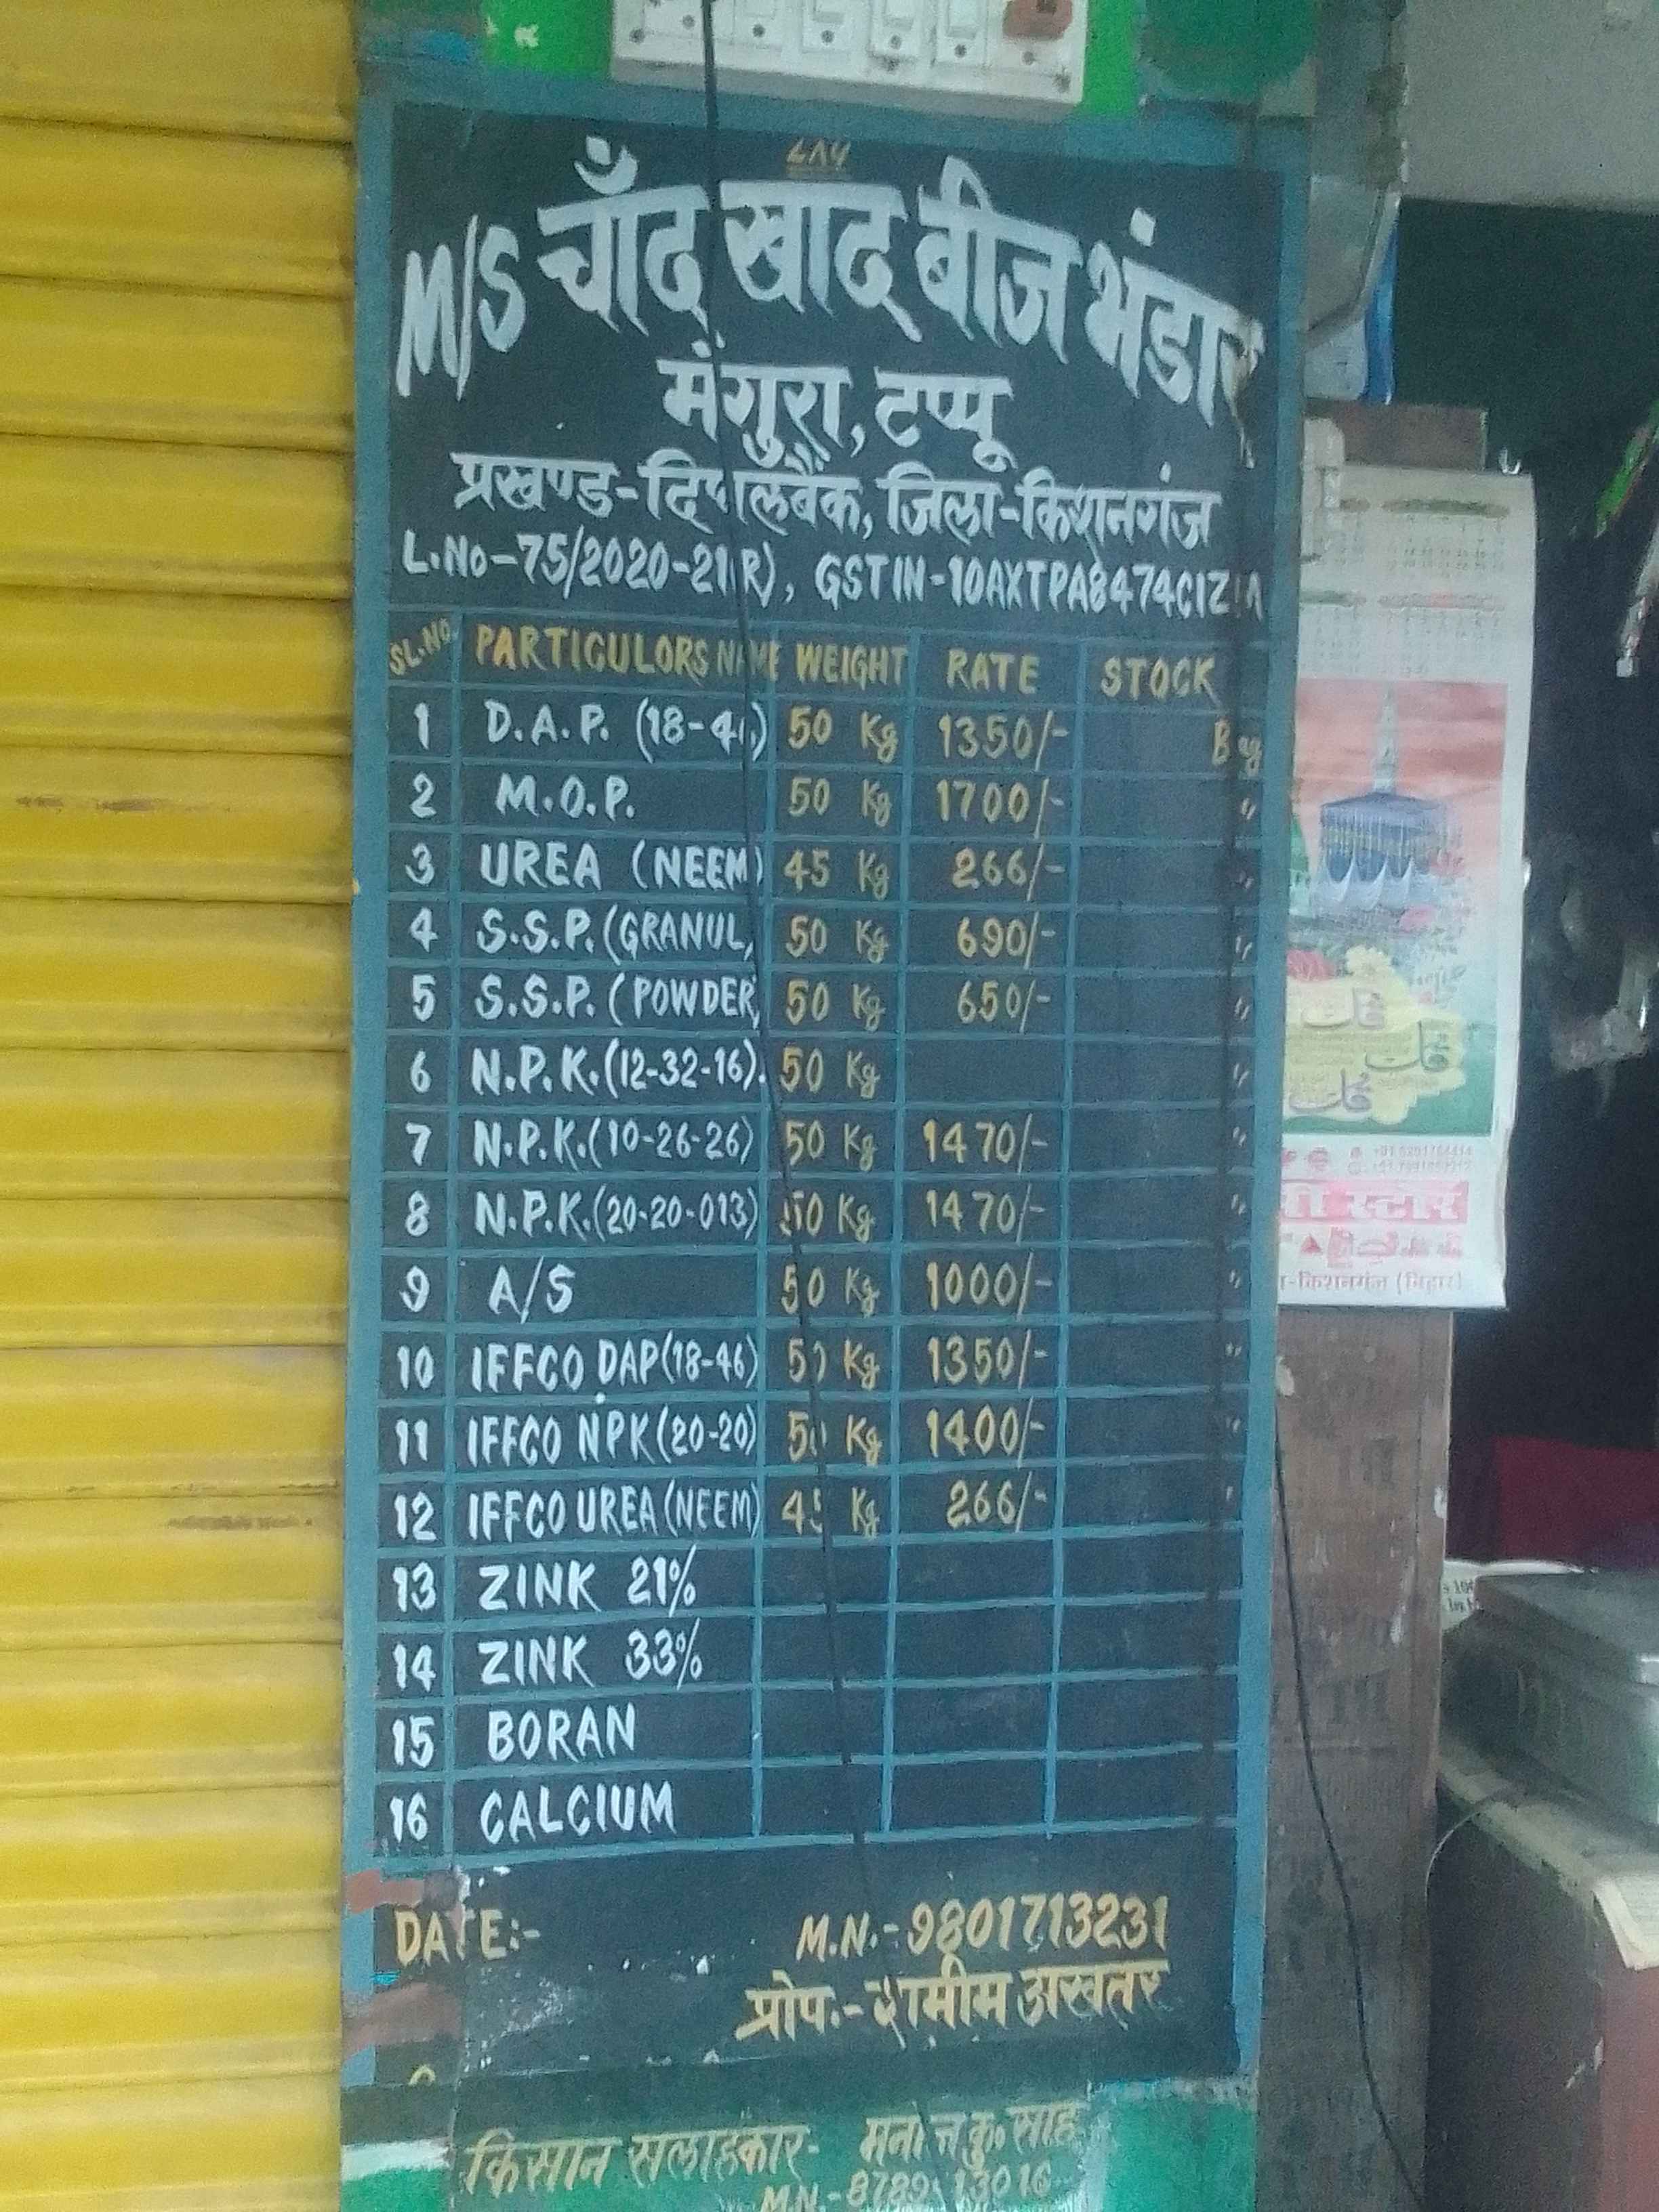 M/S चाँद खाद बीज भंडार
मंगुरा, टप्पू
प्रखण्ड-दिघलबैंक, जिला-किशनगंज
L.No-75/2020-21(R), GSTIN-10AXTPA8474C1Z
SL.NO. PARTICULORS NAME WEIGHT RATE STOCK
1 D.A.P. (18-46) 50 Kg 1350/- Bag
2 M.O.P. 50 Kg 1700/- "
3 UREA (NEEM) 45 Kg 266/- "
4 S.S.P. (GRANUL) 50 Kg 690/- "
5 S.S.P. (POWDER) 50 Kg 650/- "
6 N.P.K. (12-32-16). 50 Kg "
7 N.P.K. (10-26-26) 50 Kg 1470/- "
8 N.P.K. (20-20-013) 50 Kg 1470/- "
9 A/S 50 Kg 1000/- "
10 IFFCO DAP (18-46) 50 Kg 1350/- "
11 IFFCO NPK (20-20) 50 Kg 1400/- "
12 IFFCO UREA (NEEM) 45 Kg 266/- "
13 ZINK 21%
14 ZINK 33%
15 BORAN
16 CALCIUM
DATE:- M.N.-9801713231
प्रोप:- शमीम अखतर
किसान सलाहकार- कु० साह
M.N.-
स्टोर
-किशनगंज (बिहार)